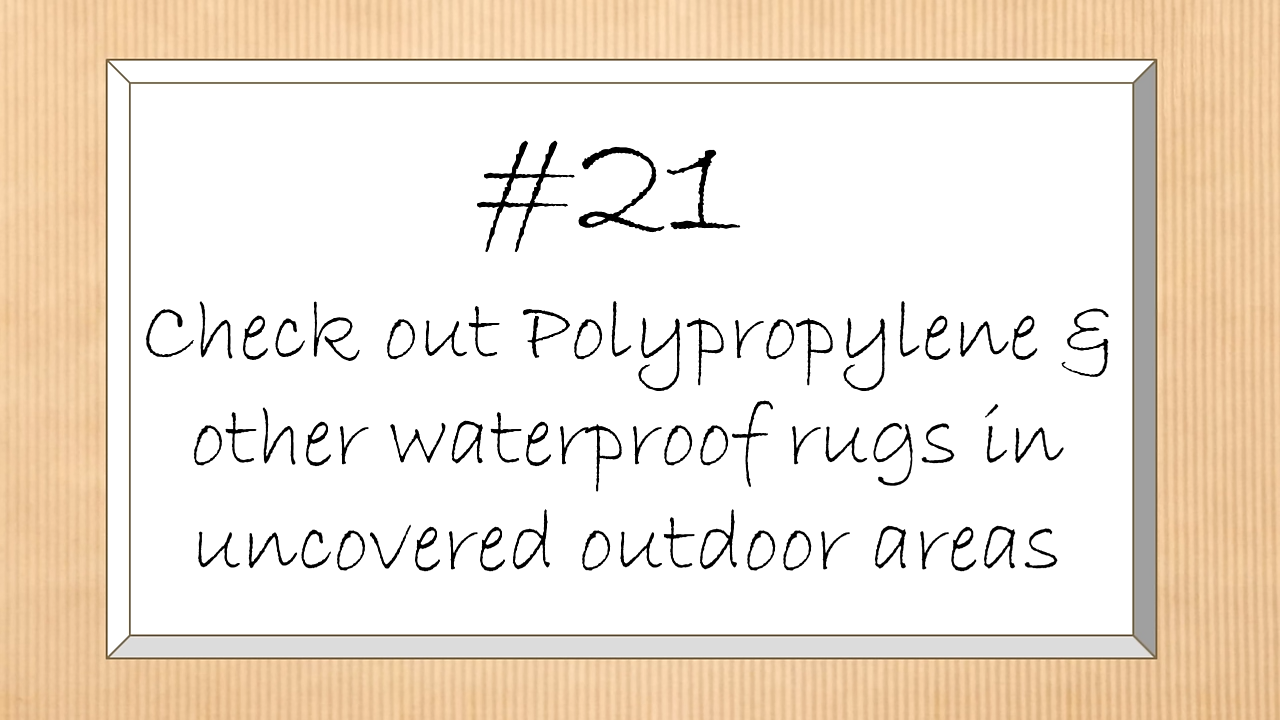 #21
Check out Polypropylene &
other waterproof rugs in
uncovered outdoor areas